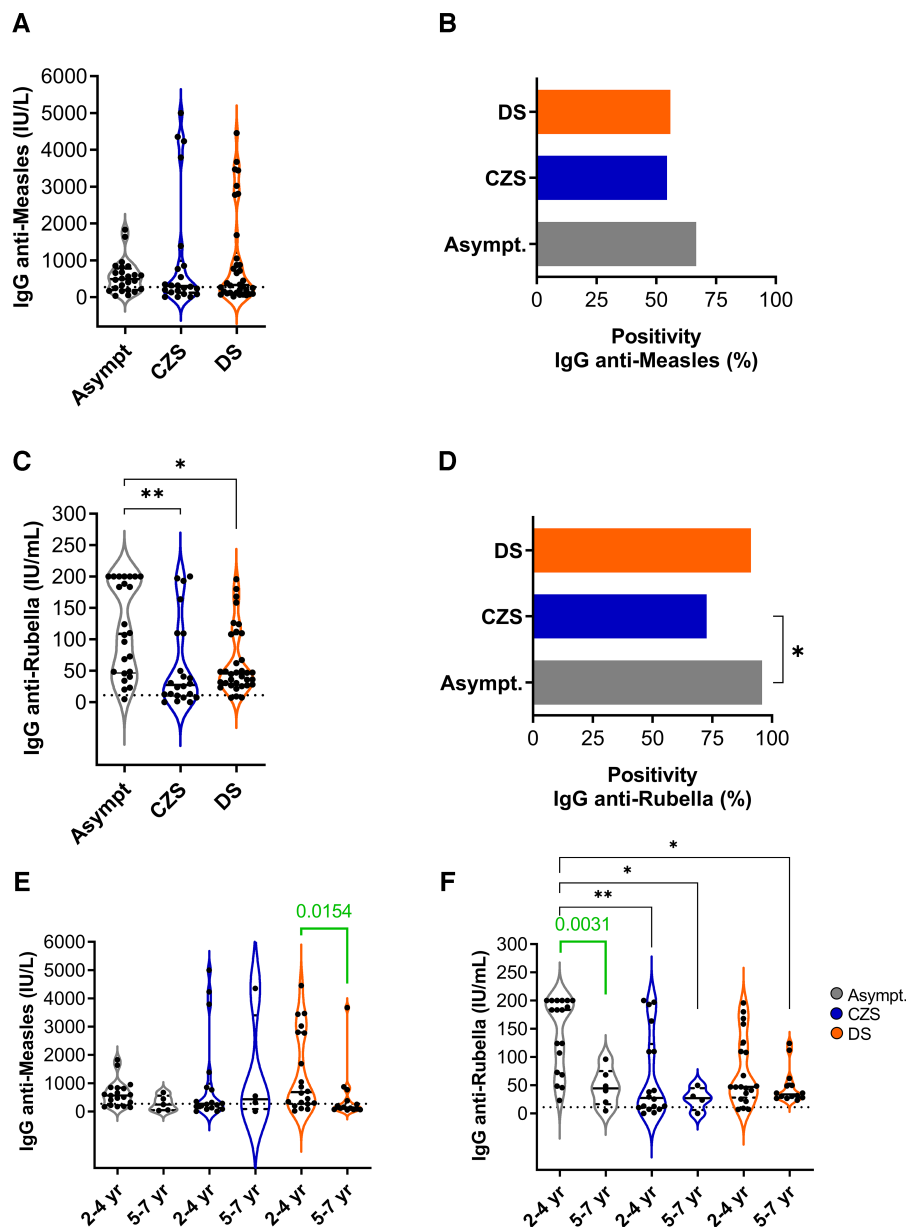 A
IgG anti-Measles (IU/L)
6000
5000
4000
3000
2000
1000
0
Asympt
CZS
DS
B
DS
CZS
Asympt.
0 25 50 75 100
Positivity
IgG anti-Measles (%)
C
*
**
IgG anti-Rubella (IU/mL)
300
250
200
150
100
50
0
Asympt
CZS
DS
D
DS
CZS
Asympt.
*
0 25 50 75 100
Positivity
IgG anti-Rubella (%)
E
0.0154
IgG anti-Measles (IU/L)
6000
5000
4000
3000
2000
1000
0
2-4 yr
5-7 yr
2-4 yr
5-7 yr
2-4 yr
5-7 yr
F
*
*
**
0.0031
IgG anti-Rubella (IU/mL)
300
250
200
150
100
50
0
2-4 yr
5-7 yr
2-4 yr
5-7 yr
2-4 yr
5-7 yr
Asympt.
CZS
DS